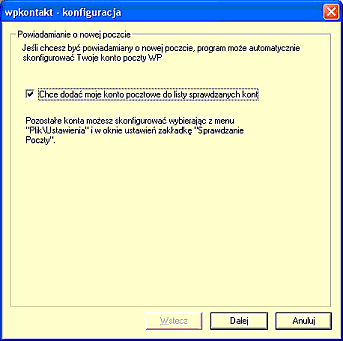 wpkontakt - konfiguracja
Powiadamianie o nowej poczcie
Jeśli chcesz być powiadamiany o nowej poczcie, program może automatycznie
skonfigurować Twoje konto poczty WP
Chce dodać moje konto pocztowe do listy sprawdzanych kont
Pozostałe konta możesz skonfigurować wybierając z menu
"Plik\Ustawienia" i w oknie ustawień zakładkę "Sprawdzanie
Poczty".
Wstecz Dalej Anuluj